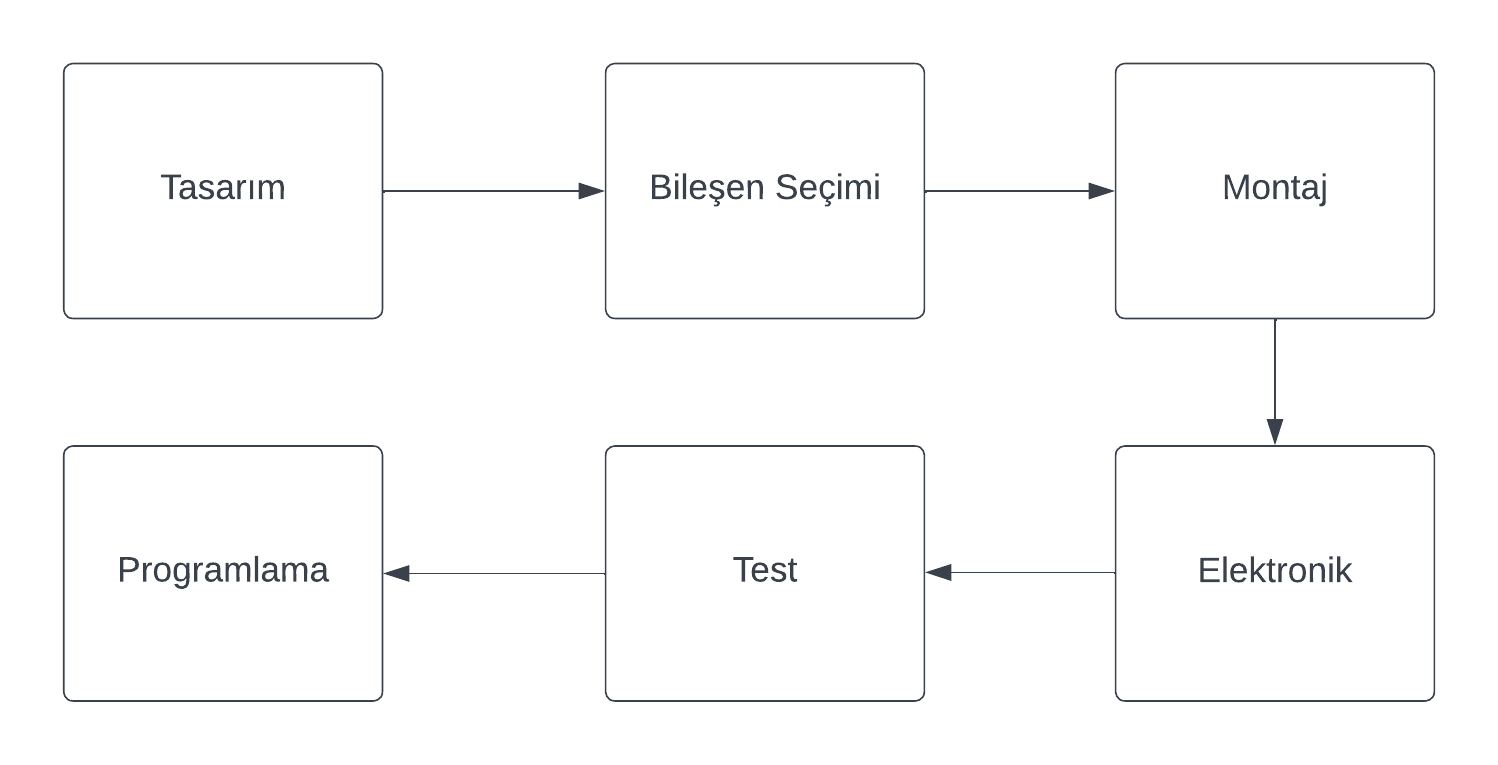 Tasarım
Bileşen Seçimi
Montaj
Programlama
Test
Elektronik